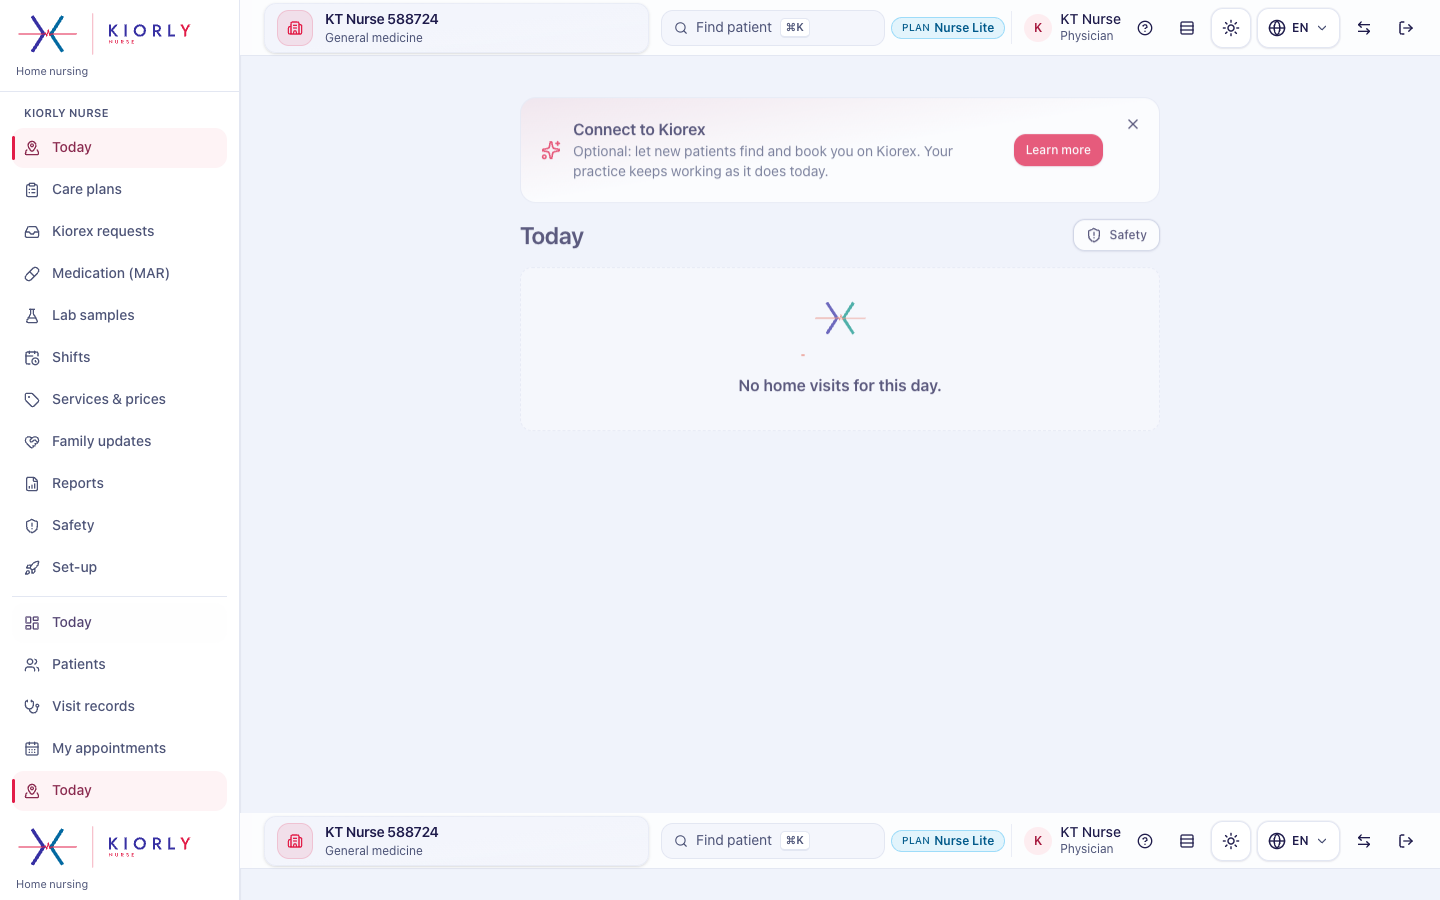 KIORLY
NURSE
Home nursing
KT Nurse 588724
General medicine
Find patient ⌘K
PLAN Nurse Lite
K
KT Nurse
Physician
EN
KIORLY NURSE
Today
Care plans
Kiorex requests
Medication (MAR)
Lab samples
Shifts
Services & prices
Family updates
Reports
Safety
Set-up
Today
Patients
Visit records
My appointments
Today
Connect to Kiorex
Optional: let new patients find and book you on Kiorex. Your
practice keeps working as it does today.
Learn more
Today
Safety
No home visits for this day.
KIORLY
NURSE
Home nursing
KT Nurse 588724
General medicine
Find patient ⌘K
PLAN Nurse Lite
K
KT Nurse
Physician
EN